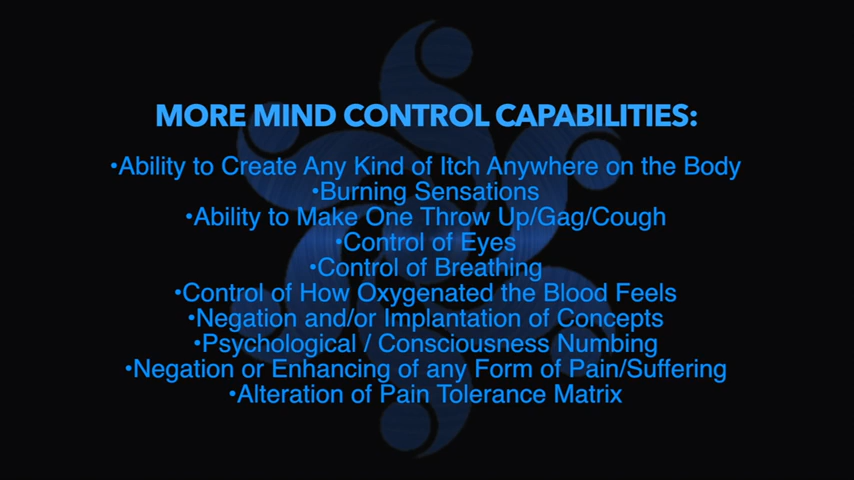 MORE MIND CONTROL CAPABILITIES:
•Ability to Create Any Kind of Itch Anywhere on the Body
•Burning Sensations
•Ability to Make One Throw Up/Gag/Cough
•Control of Eyes
•Control of Breathing
•Control of How Oxygenated the Blood Feels
•Negation and/or Implantation of Concepts
•Psychological / Consciousness Numbing
•Negation or Enhancing of any Form of Pain/Suffering
•Alteration of Pain Tolerance Matrix